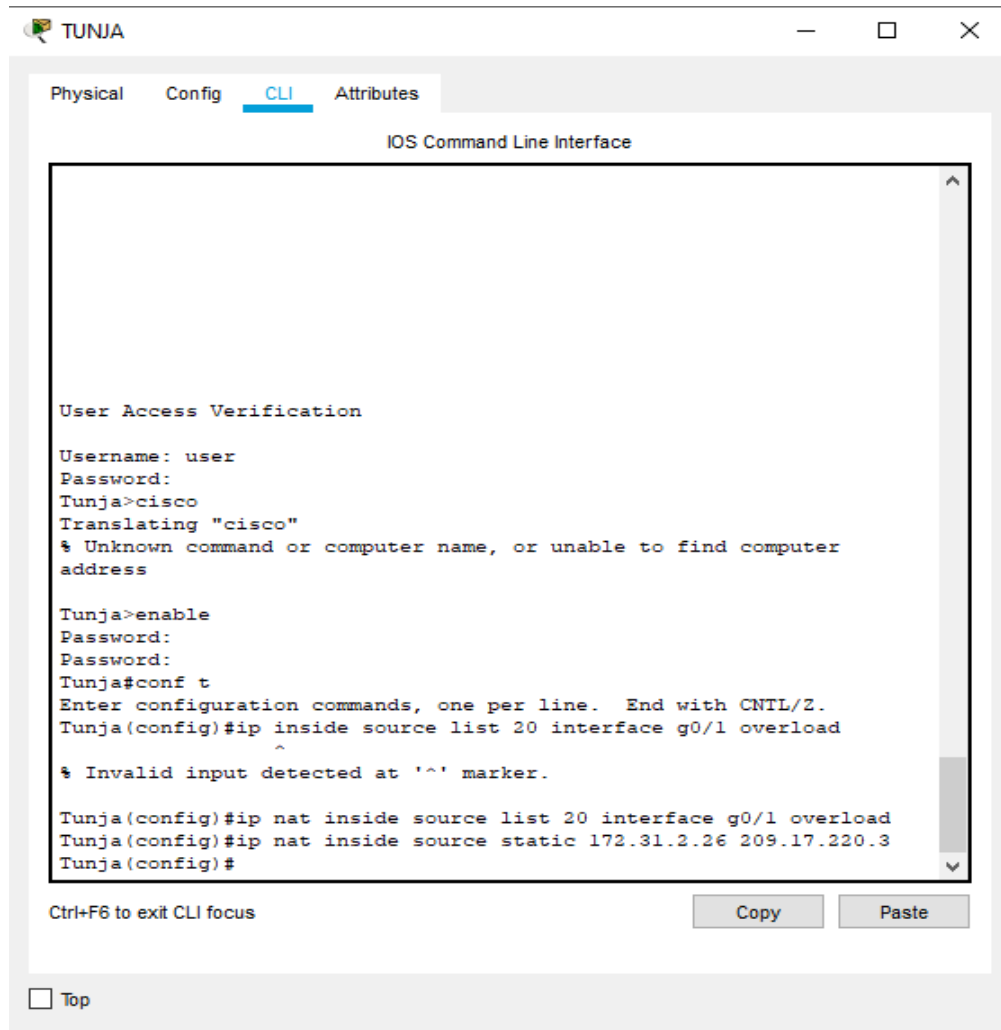 TUNJA
Physical Config CLI Attributes
IOS Command Line Interface
User Access Verification
Username: user
Password:
Tunja>cisco
Translating "cisco"
% Unknown command or computer name, or unable to find computer
address
Tunja>enable
Password:
Password:
Tunja#conf t
Enter configuration commands, one per line.  End with CNTL/Z.
Tunja(config)#ip inside source list 20 interface g0/1 overload
^
% Invalid input detected at '^' marker.
Tunja(config)#ip nat inside source list 20 interface g0/1 overload
Tunja(config)#ip nat inside source static 172.31.2.26 209.17.220.3
Tunja(config)#
Ctrl+F6 to exit CLI focus
Copy Paste
Top